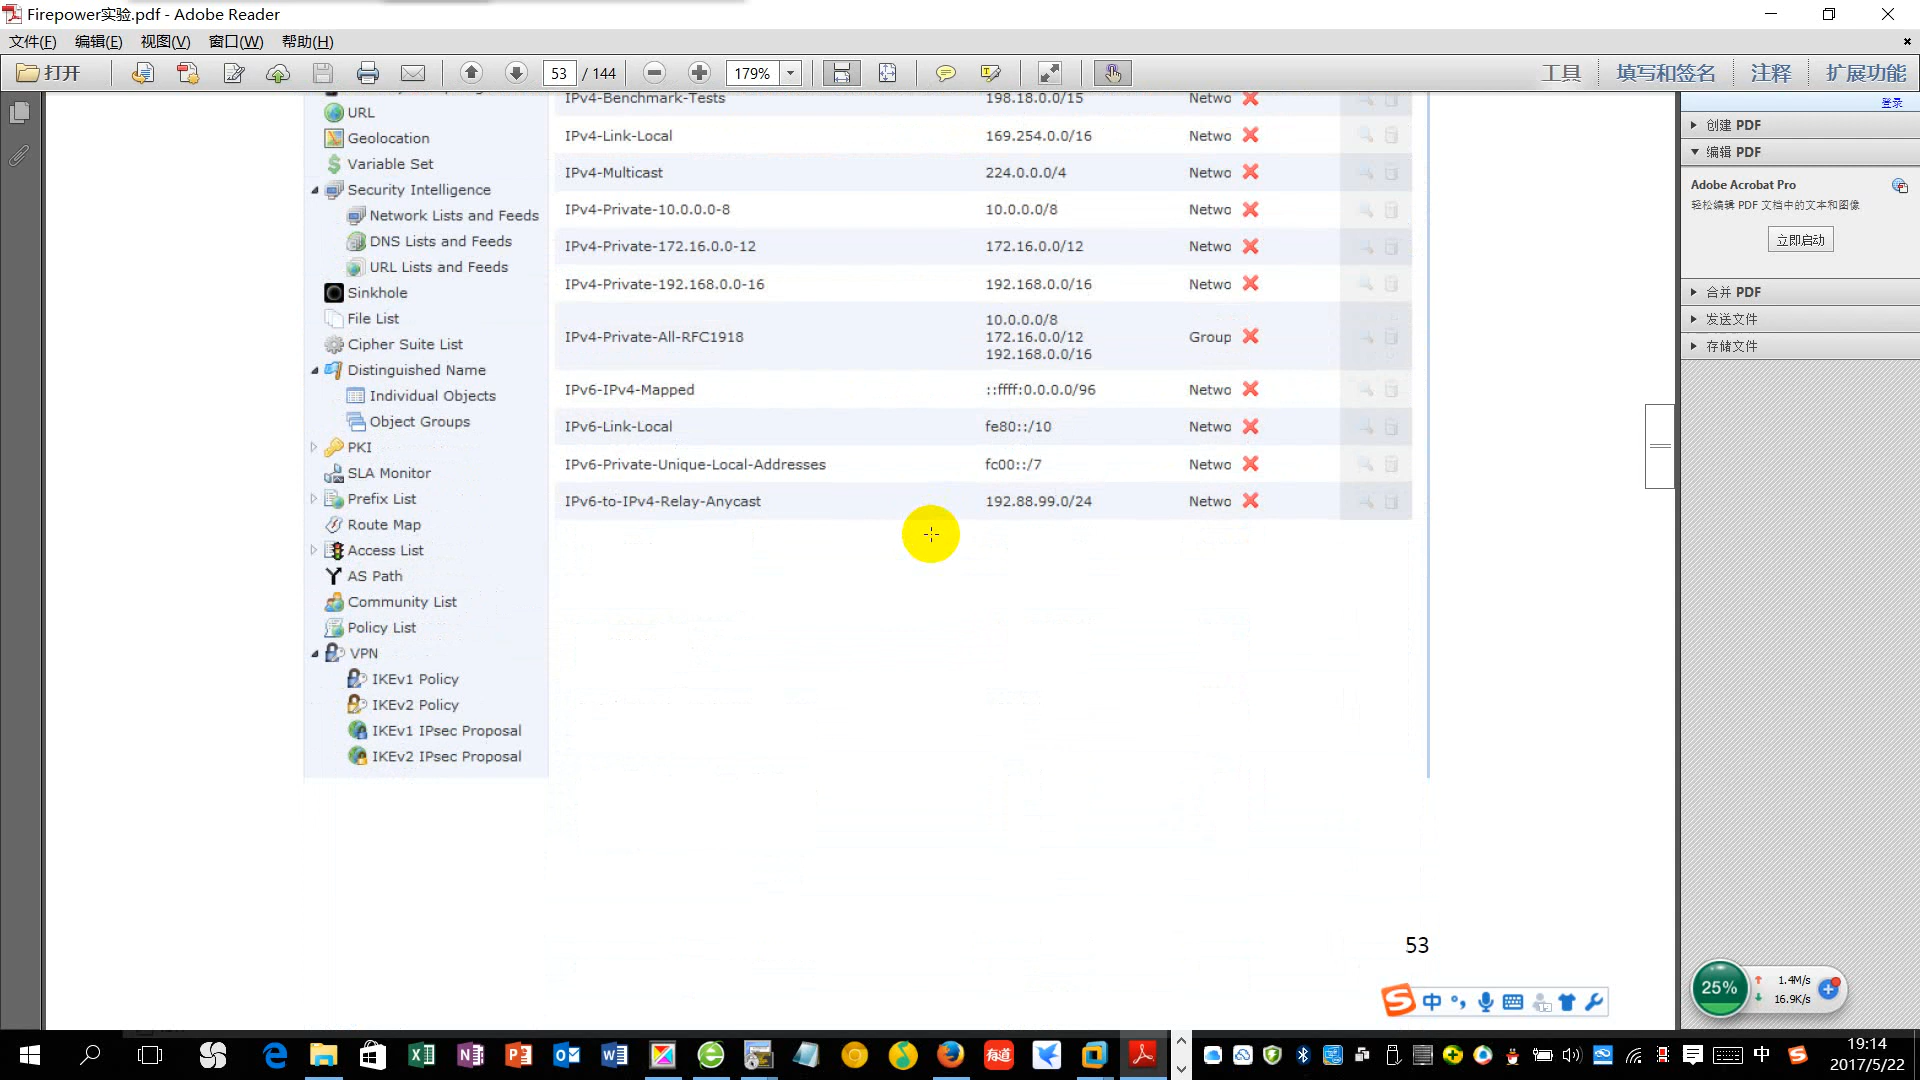 Firepower实验.pdf - Adobe Reader
文件(F) 编辑(E) 视图(V) 窗口(W) 帮助(H)
打开 53 / 144 179% 工具 填写和签名 注释 扩展功能
登录
创建 PDF
编辑 PDF
Adobe Acrobat Pro
轻松编辑 PDF 文档中的文本和图像
立即启动
合并 PDF
发送文件
存储文件
URL
Geolocation
Variable Set
Security Intelligence
Network Lists and Feeds
DNS Lists and Feeds
URL Lists and Feeds
Sinkhole
File List
Cipher Suite List
Distinguished Name
Individual Objects
Object Groups
PKI
SLA Monitor
Prefix List
Route Map
Access List
AS Path
Community List
Policy List
VPN
IKEv1 Policy
IKEv2 Policy
IKEv1 IPsec Proposal
IKEv2 IPsec Proposal
IPv4-Benchmark-Tests 198.18.0.0/15 Netwo
IPv4-Link-Local 169.254.0.0/16 Netwo
IPv4-Multicast 224.0.0.0/4 Netwo
IPv4-Private-10.0.0.0-8 10.0.0.0/8 Netwo
IPv4-Private-172.16.0.0-12 172.16.0.0/12 Netwo
IPv4-Private-192.168.0.0-16 192.168.0.0/16 Netwo
10.0.0.0/8
IPv4-Private-All-RFC1918 172.16.0.0/12 Group
192.168.0.0/16
IPv6-IPv4-Mapped ::ffff:0.0.0.0/96 Netwo
IPv6-Link-Local fe80::/10 Netwo
IPv6-Private-Unique-Local-Addresses fc00::/7 Netwo
IPv6-to-IPv4-Relay-Anycast 192.88.99.0/24 Netwo
53
25% 1.4M/s
16.9K/s
中
有道
中
19:14
2017/5/22